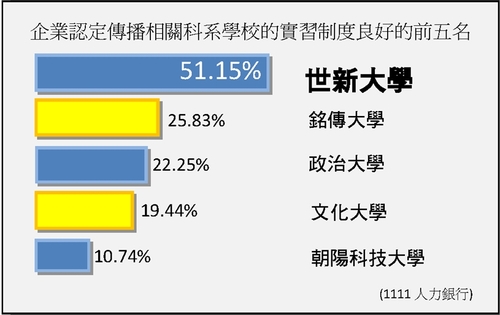 企業認定傳播相關科系學校的實習制度良好的前五名
51.15% 世新大學
25.83% 銘傳大學
22.25% 政治大學
19.44% 文化大學
10.74% 朝陽科技大學
(1111 人力銀行)